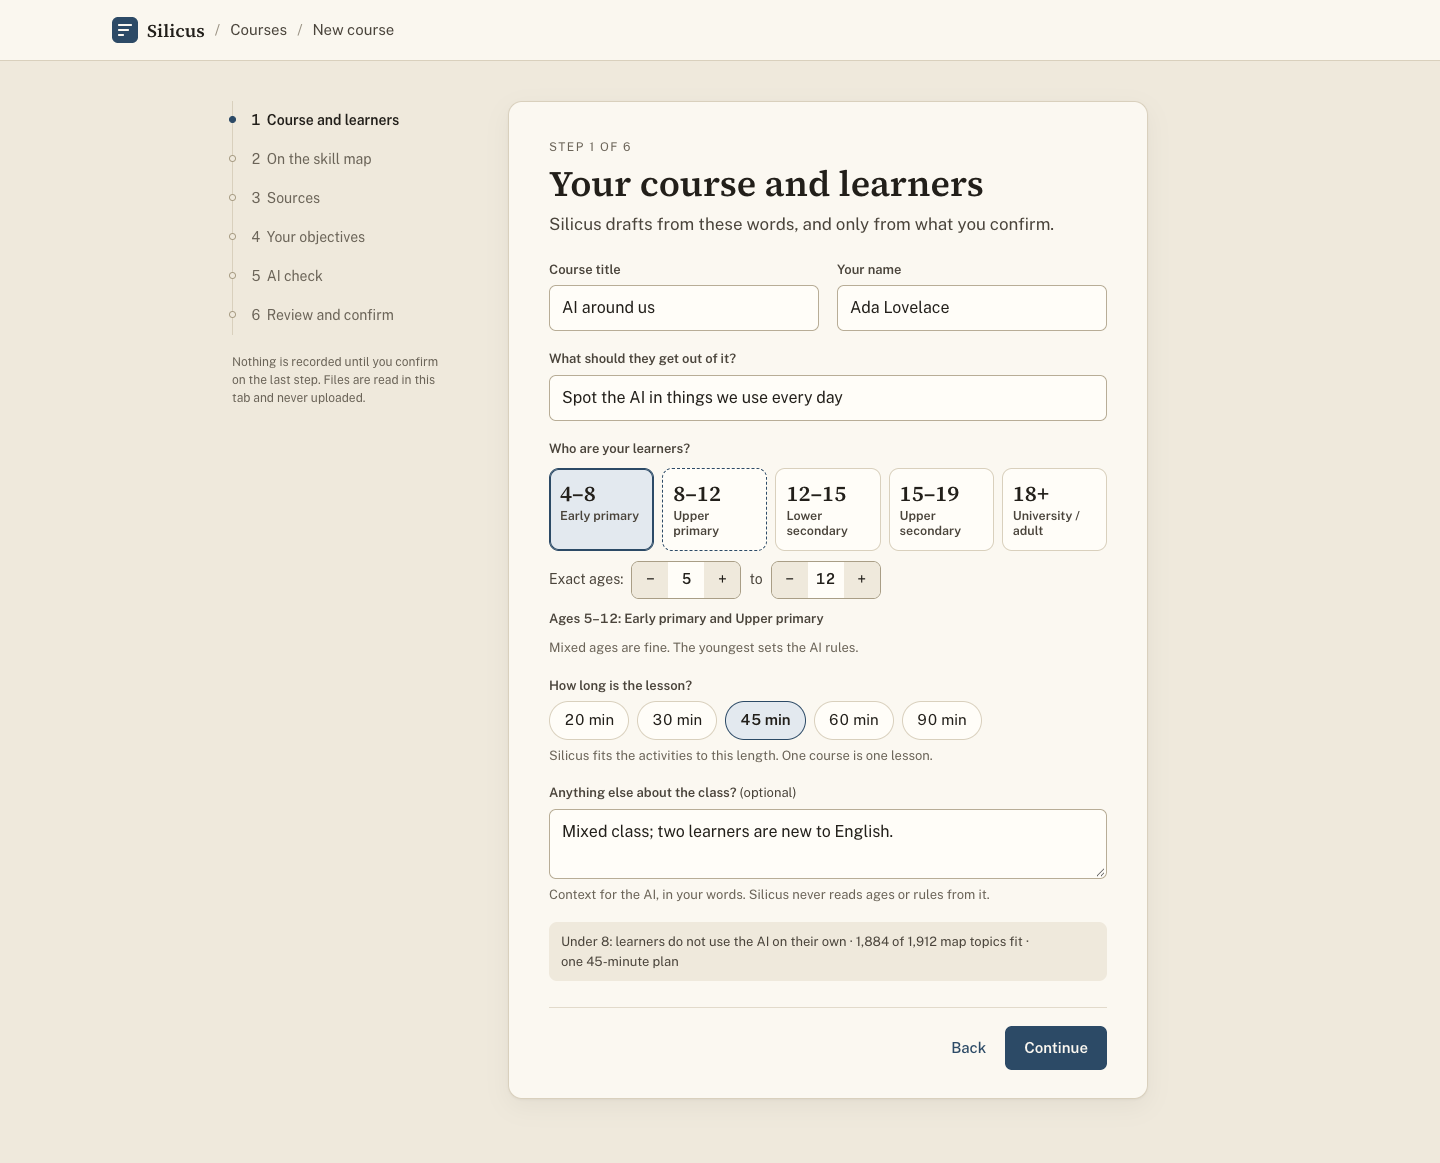 Silicus / Courses / New course
1 Course and learners
2 On the skill map
3 Sources
4 Your objectives
5 AI check
6 Review and confirm
Nothing is recorded until you confirm
on the last step. Files are read in this
tab and never uploaded.
STEP 1 OF 6
Your course and learners
Silicus drafts from these words, and only from what you confirm.
Course title
AI around us
Your name
Ada Lovelace
What should they get out of it?
Spot the AI in things we use every day
Who are your learners?
4–8
Early primary
8–12
Upper
primary
12–15
Lower
secondary
15–19
Upper
secondary
18+
University /
adult
Exact ages: − 5 + to − 12 +
Ages 5–12: Early primary and Upper primary
Mixed ages are fine. The youngest sets the AI rules.
How long is the lesson?
20 min 30 min 45 min 60 min 90 min
Silicus fits the activities to this length. One course is one lesson.
Anything else about the class? (optional)
Mixed class; two learners are new to English.
Context for the AI, in your words. Silicus never reads ages or rules from it.
Under 8: learners do not use the AI on their own · 1,884 of 1,912 map topics fit ·
one 45-minute plan
Back Continue